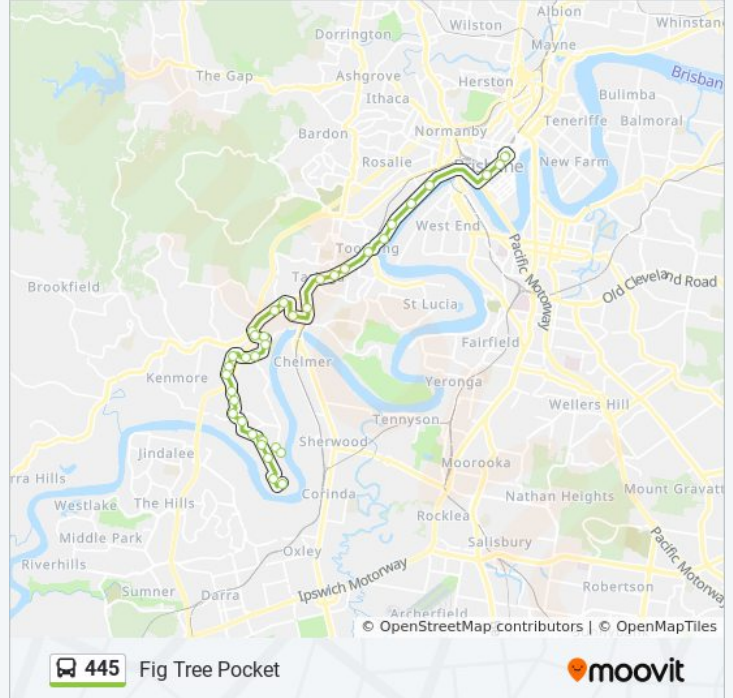 Albion
Wilston
Whinstan
Dorrington
Mayne
The Gap
Ashgrove
Herston
Brisban
Ithaca
Bulimba
Bardon
Normanby
Teneriffe
Balmoral
Rosalie
Brisbane
New Farm
West End
Toowong
Pacific Motorway
Old Cleveland Road
Brookfield
St Lucia
Fairfield
Chelmer
Kenmore
Yeronga
Wellers Hill
Tennyson
Sherwood
Jindalee
Moorooka
rra Hills
Mount Gravatt
Westlake
The Hills
Corinda
Nathan Heights
Rocklea
Middle Park
Salisbury
Pacific Motorway
Oxley
Riverhills
Ipswich Motorway
Robertson
Sumner
Darra
Archerfield
© OpenStreetMap contributors | © OpenMapTiles
445 Fig Tree Pocket
moovit